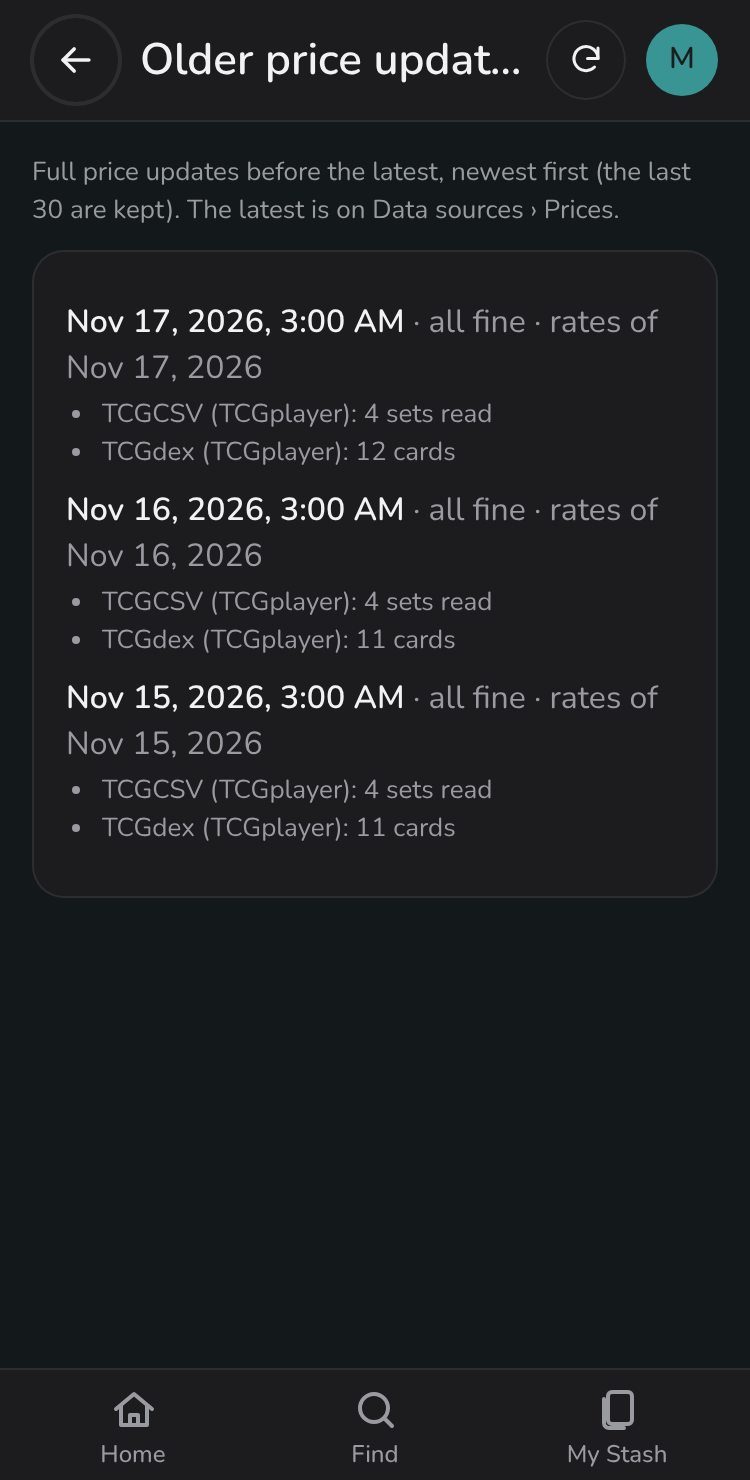 Older price updat...
M
Full price updates before the latest, newest first (the last
30 are kept). The latest is on Data sources › Prices.
Nov 17, 2026, 3:00 AM · all fine · rates of
Nov 17, 2026
• TCGCSV (TCGplayer): 4 sets read
• TCGdex (TCGplayer): 12 cards
Nov 16, 2026, 3:00 AM · all fine · rates of
Nov 16, 2026
• TCGCSV (TCGplayer): 4 sets read
• TCGdex (TCGplayer): 11 cards
Nov 15, 2026, 3:00 AM · all fine · rates of
Nov 15, 2026
• TCGCSV (TCGplayer): 4 sets read
• TCGdex (TCGplayer): 11 cards
Home
Find
My Stash